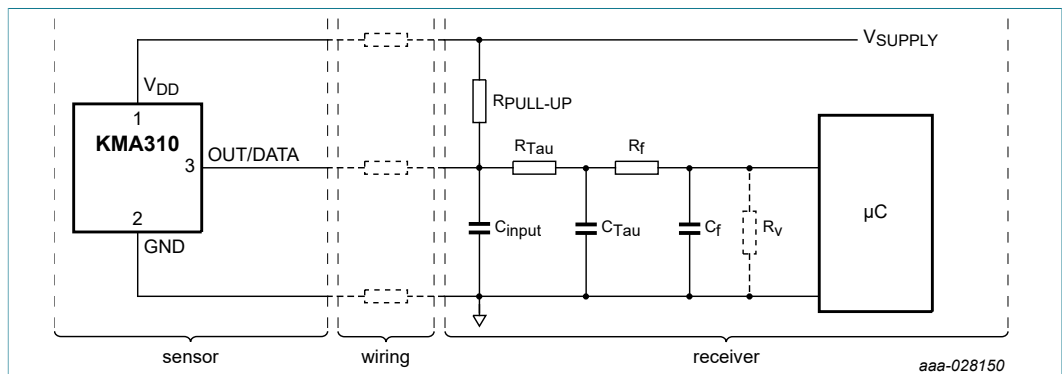 VSUPPLY
VDD
RPULL-UP
1
KMA310
RTau
Rf
3
OUT/DATA
µC
2
Cinput
CTau
Cf
Rv
GND
sensor
wiring
receiver
aaa-028150